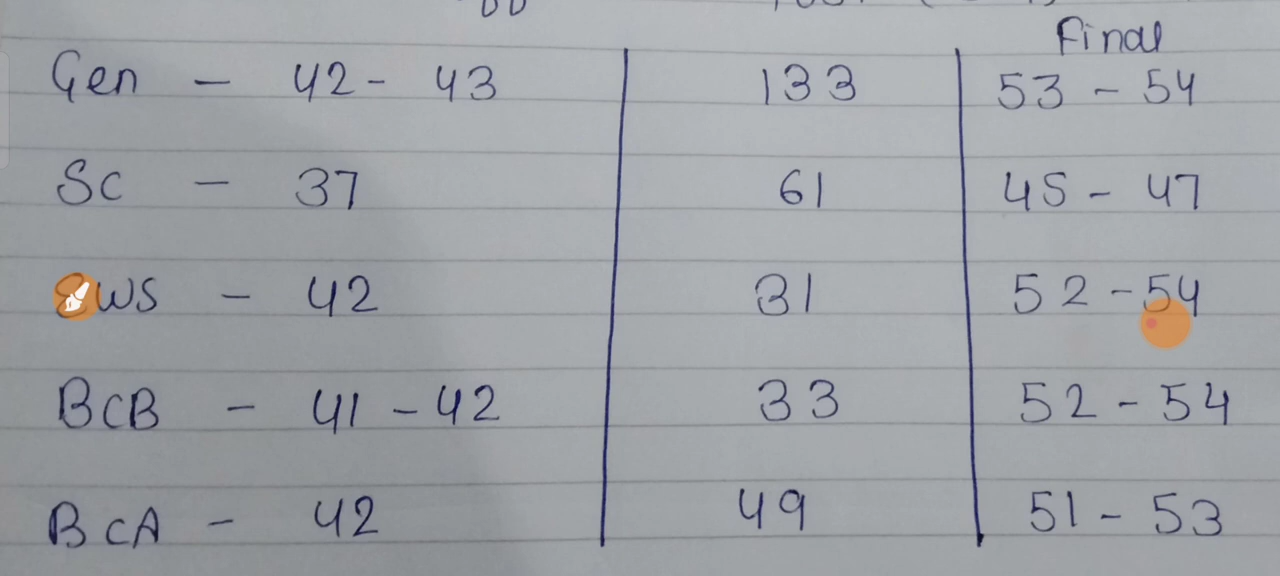 Final
Gen - 42 - 43 133 53 - 54
SC - 37 61 45 - 47
EWS - 42 31 52 - 54
BCB - 41 - 42 33 52 - 54
BCA - 42 49 51 - 53